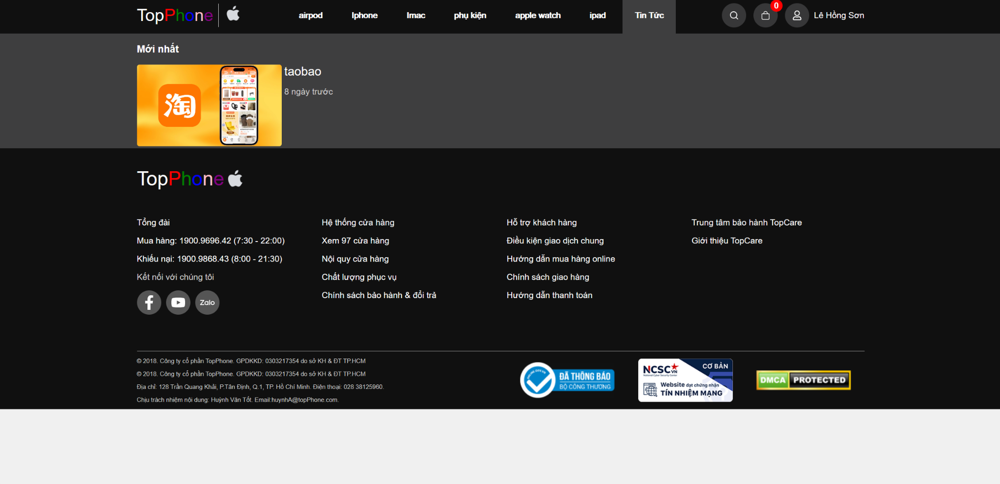 TopPhone
airpod Iphone Imac phụ kiện apple watch ipad Tin Tức
0
Lê Hồng Sơn
Mới nhất
淘
taobao
8 ngày trước
TopPhone
Tổng đài
Mua hàng: 1900.9696.42 (7:30 - 22:00)
Khiếu nại: 1900.9868.43 (8:00 - 21:30)
Kết nối với chúng tôi
Zalo
Hệ thống cửa hàng
Xem 97 cửa hàng
Nội quy cửa hàng
Chất lượng phục vụ
Chính sách bảo hành & đổi trả
Hỗ trợ khách hàng
Điều kiện giao dịch chung
Hướng dẫn mua hàng online
Chính sách giao hàng
Hướng dẫn thanh toán
Trung tâm bảo hành TopCare
Giới thiệu TopCare
© 2018. Công ty cổ phần TopPhone. GPDKKD: 0303217354 do sở KH & ĐT TP.HCM
© 2018. Công ty cổ phần TopPhone. GPDKKD: 0303217354 do sở KH & ĐT TP.HCM
Địa chỉ: 128 Trần Quang Khải, P.Tân Định, Q.1, TP. Hồ Chí Minh. Điện thoại: 028 38125960.
Chịu trách nhiệm nội dung: Huỳnh Văn Tốt. Email:huynhA@topPhone.com.
ONLINE.GOV.VN
ĐÃ THÔNG BÁO
BỘ CÔNG THƯƠNG
NCSC VN
National Cyber Security Center
CƠ BẢN
Website đạt chứng nhận
TÍN NHIỆM MẠNG
DMCA PROTECTED